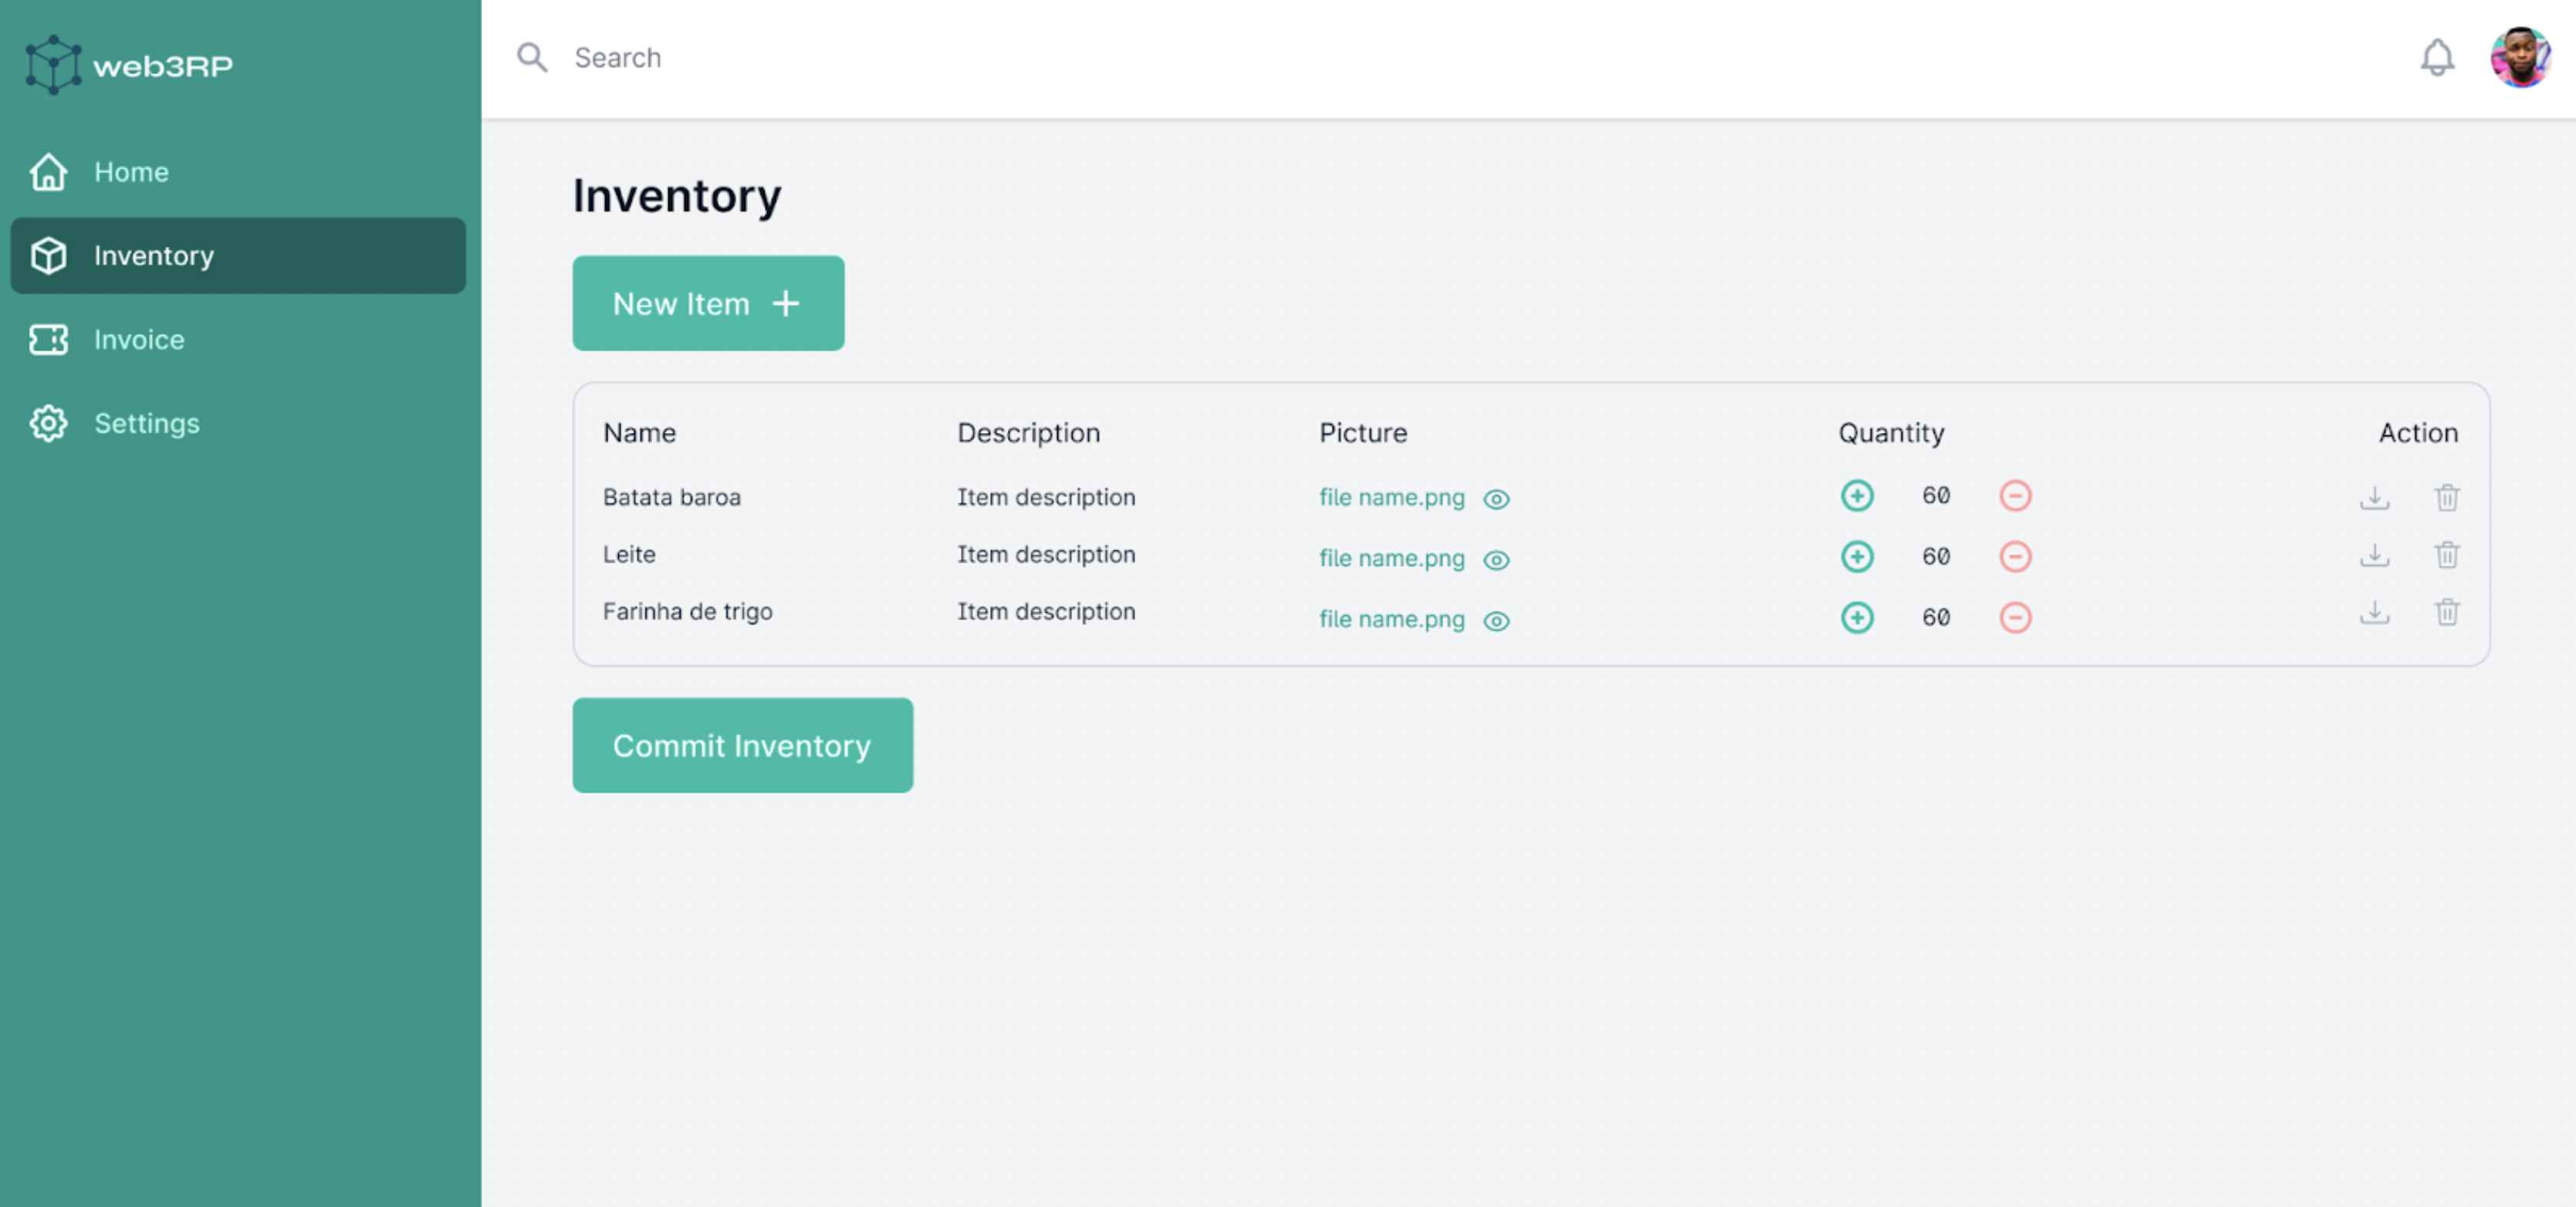 web3RP
Search
Home
Inventory
Invoice
Settings
Inventory
New Item +
Name Description Picture Quantity Action
Batata baroa Item description file name.png 60
Leite Item description file name.png 60
Farinha de trigo Item description file name.png 60
Commit Inventory